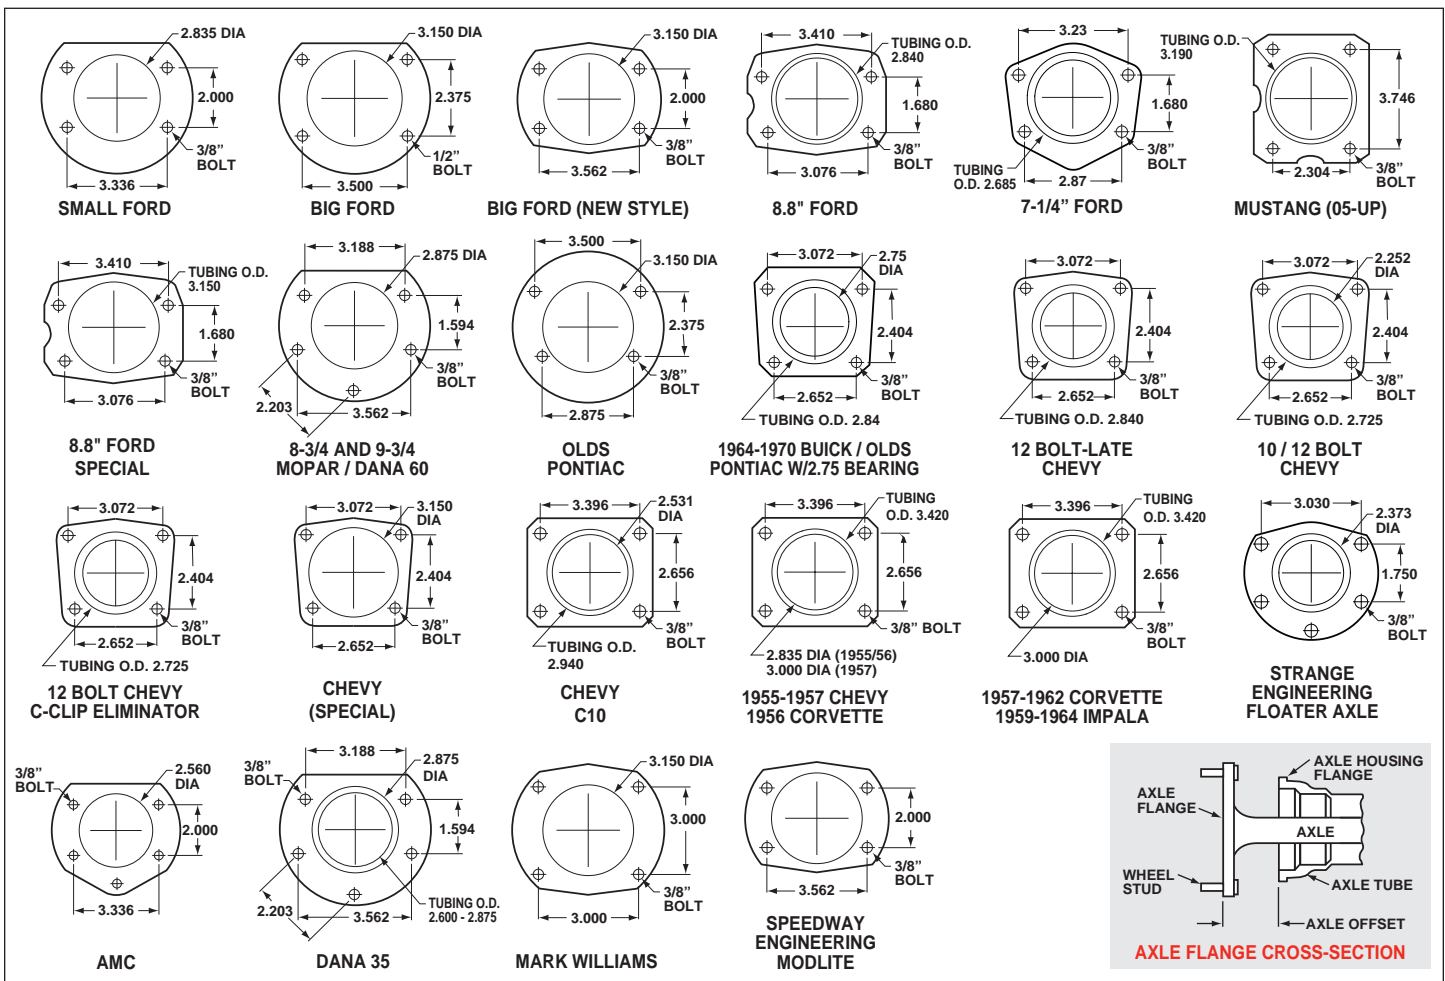 2.835 DIA
2.000
3/8”
BOLT
3.336
SMALL FORD
3.150 DIA
2.375
1/2”
BOLT
3.500
BIG FORD
3.150 DIA
2.000
3/8”
BOLT
3.562
BIG FORD (NEW STYLE)
3.410
TUBING O.D.
2.840
1.680
3/8”
BOLT
3.076
8.8" FORD
3.23
1.680
3/8”
BOLT
TUBING
O.D. 2.685
2.87
7-1/4” FORD
TUBING O.D.
3.190
3.746
3/8”
BOLT
2.304
MUSTANG (05-UP)
3.410
TUBING O.D.
3.150
1.680
3/8”
BOLT
3.076
8.8" FORD
SPECIAL
3.188
2.875 DIA
1.594
3/8”
BOLT
2.203
3.562
8-3/4 AND 9-3/4
MOPAR / DANA 60
3.500
3.150 DIA
2.375
3/8”
BOLT
2.875
OLDS
PONTIAC
3.072
2.75
DIA
2.404
3/8”
BOLT
2.652
TUBING O.D. 2.84
1964-1970 BUICK / OLDS
PONTIAC W/2.75 BEARING
3.072
2.404
3/8”
BOLT
2.652
TUBING O.D. 2.840
12 BOLT-LATE
CHEVY
3.072
2.252
DIA
2.404
3/8”
BOLT
2.652
TUBING O.D. 2.725
10 / 12 BOLT
CHEVY
3.072
2.404
3/8”
BOLT
2.652
TUBING O.D. 2.725
12 BOLT CHEVY
C-CLIP ELIMINATOR
3.072
3.150
DIA
2.404
3/8”
BOLT
2.652
CHEVY
(SPECIAL)
3.396
2.531
DIA
2.656
3/8”
BOLT
TUBING O.D.
2.940
CHEVY
C10
3.396
TUBING
O.D. 3.420
2.656
3/8” BOLT
2.835 DIA (1955/56)
3.000 DIA (1957)
1955-1957 CHEVY
1956 CORVETTE
3.396
TUBING
O.D. 3.420
2.656
3/8”
BOLT
3.000 DIA
1957-1962 CORVETTE
1959-1964 IMPALA
3.030
2.373
DIA
1.750
3/8”
BOLT
STRANGE
ENGINEERING
FLOATER AXLE
3/8”
BOLT
2.560
DIA
2.000
3.336
AMC
3/8”
BOLT
3.188
2.875
DIA
1.594
2.203
3.562
TUBING O.D.
2.600 - 2.875
DANA 35
3.150 DIA
3.000
3/8”
BOLT
3.000
MARK WILLIAMS
2.000
3/8”
BOLT
3.562
SPEEDWAY
ENGINEERING
MODLITE
AXLE HOUSING
FLANGE
AXLE
FLANGE
AXLE
WHEEL
STUD
AXLE TUBE
AXLE OFFSET
AXLE FLANGE CROSS-SECTION